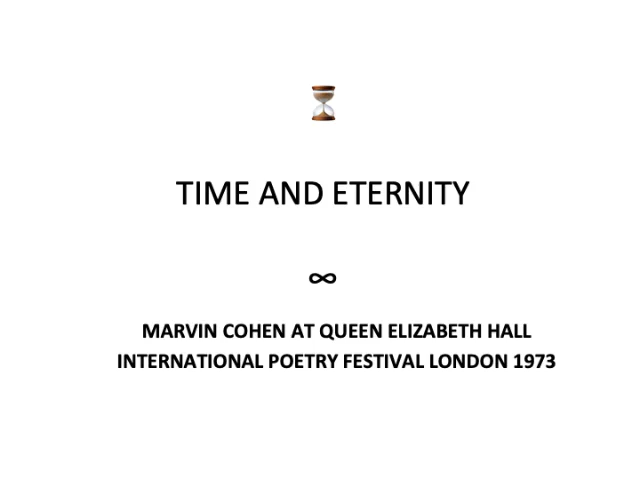 ⏳
TIME AND ETERNITY
∞
MARVIN COHEN AT QUEEN ELIZABETH HALL
INTERNATIONAL POETRY FESTIVAL LONDON 1973